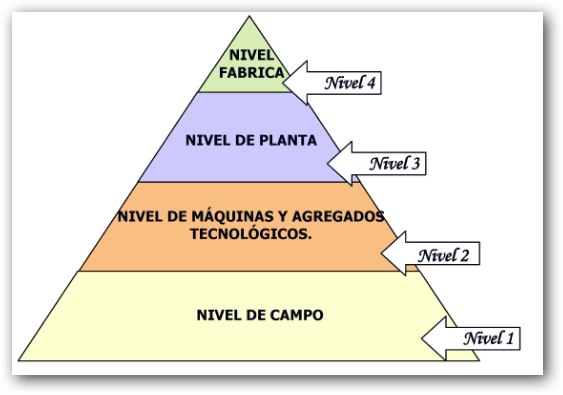 NIVEL
FABRICA
Nivel 4
NIVEL DE PLANTA
Nivel 3
NIVEL DE MÁQUINAS Y AGREGADOS
TECNOLÓGICOS.
Nivel 2
NIVEL DE CAMPO
Nivel 1